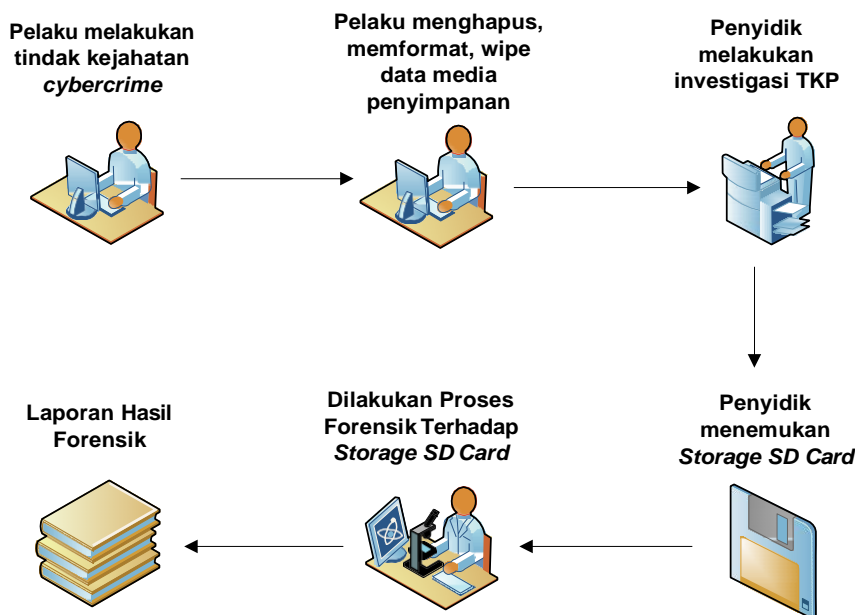 Pelaku melakukan
tindak kejahatan
cybercrime
Pelaku menghapus,
memformat, wipe
data media
penyimpanan
Penyidik
melakukan
investigasi TKP
Penyidik
menemukan
Storage SD Card
Dilakukan Proses
Forensik Terhadap
Storage SD Card
Laporan Hasil
Forensik